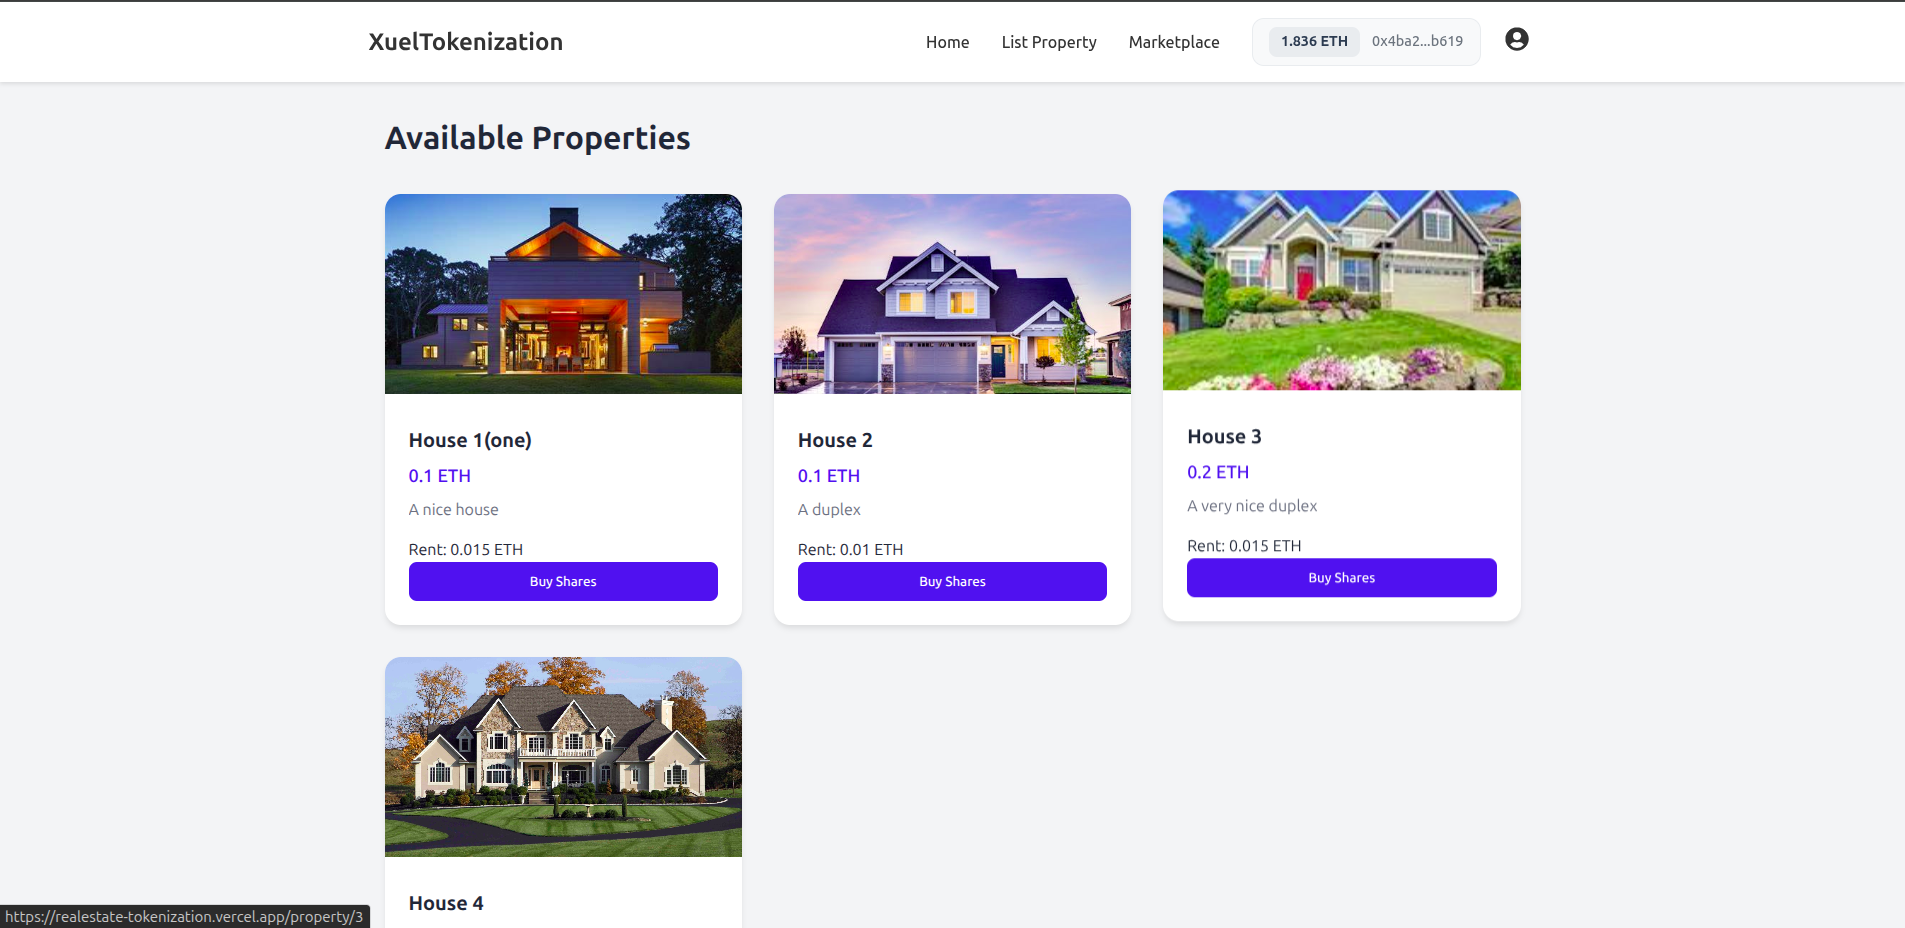 XuelTokenization
Home
List Property
Marketplace
1.836 ETH
0x4ba2...b619
Available Properties
House 1(one)
0.1 ETH
A nice house
Rent: 0.015 ETH
Buy Shares
House 2
0.1 ETH
A duplex
Rent: 0.01 ETH
Buy Shares
House 3
0.2 ETH
A very nice duplex
Rent: 0.015 ETH
Buy Shares
House 4
https://realestate-tokenization.vercel.app/property/3